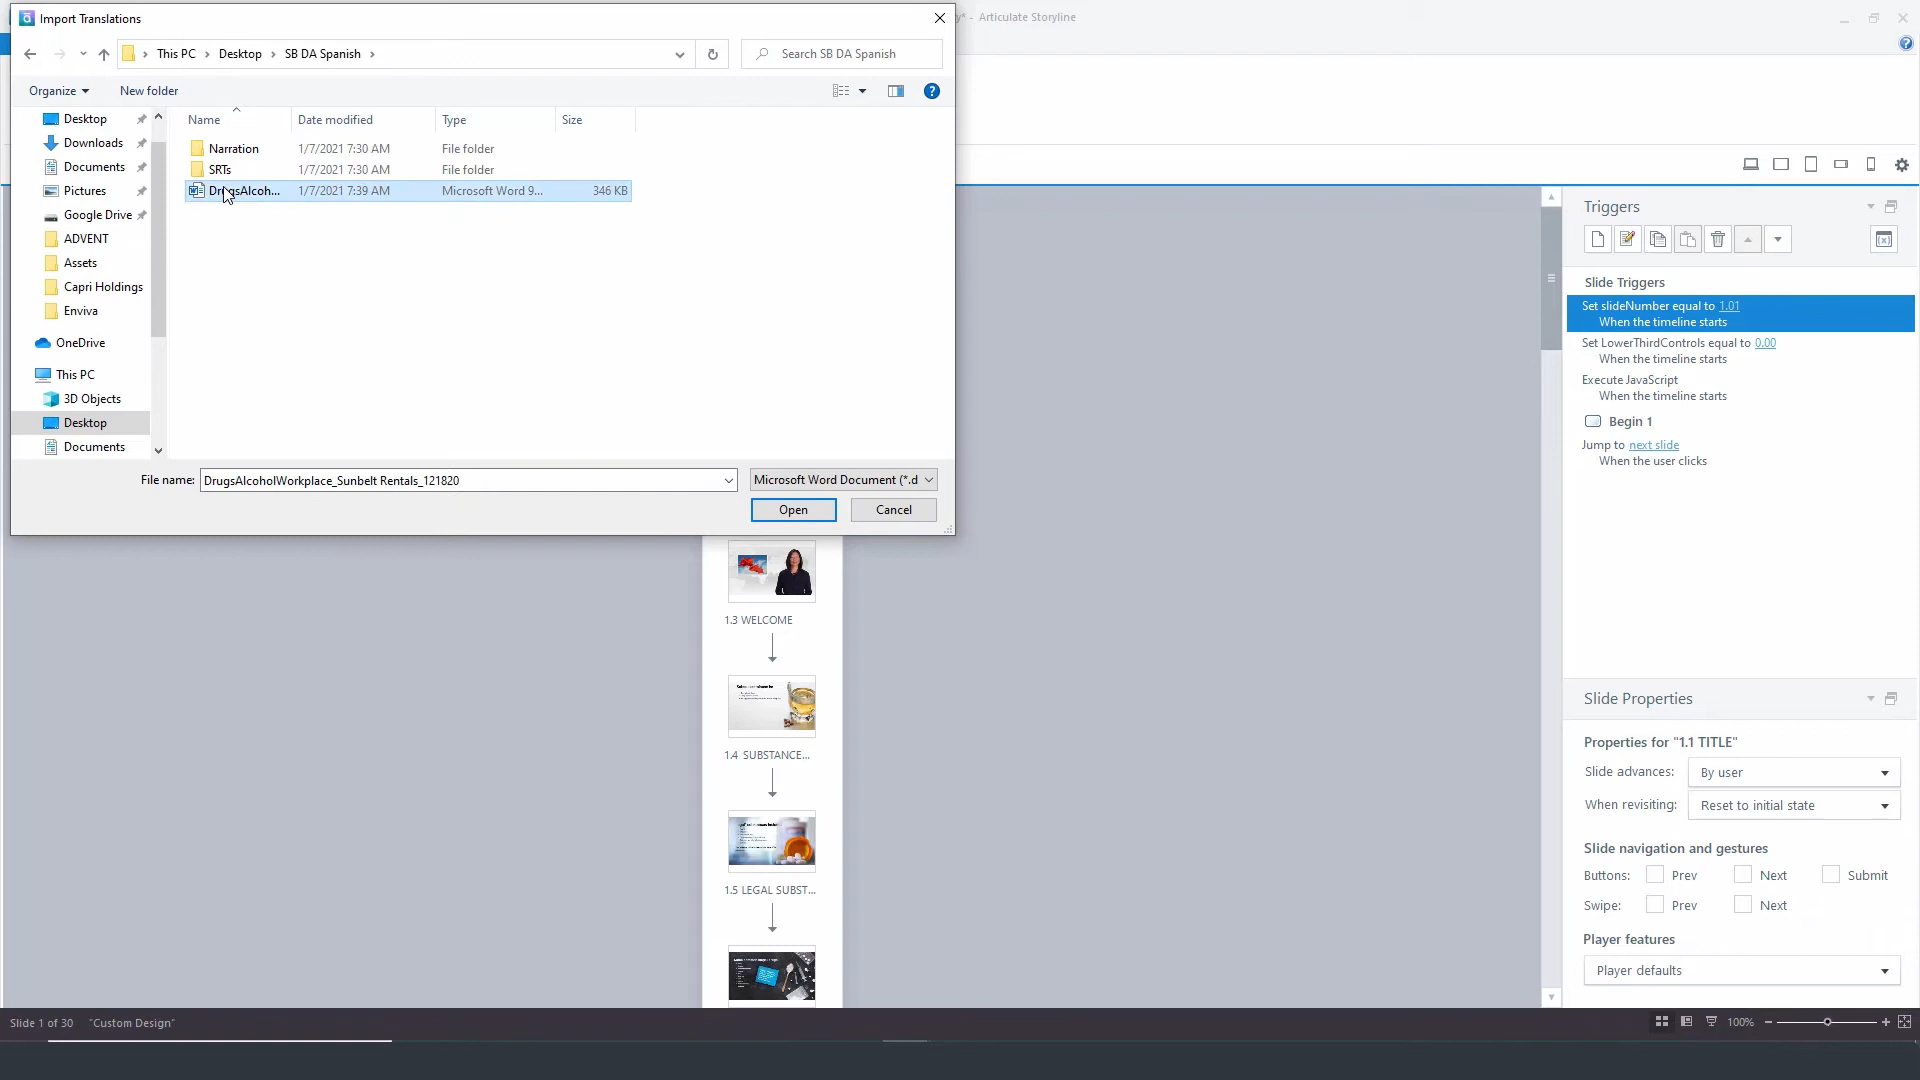 Import Translations
y* - Articulate Storyline
This PC
Desktop
SB DA Spanish
Search SB DA Spanish
Organize
New folder
Name
Date modified
Type
Size
Desktop
Downloads
Documents
Pictures
Google Drive
ADVENT
Assets
Capri Holdings
Enviva
OneDrive
This PC
3D Objects
Desktop
Documents
Narration 1/7/2021 7:30 AM File folder
SRTs 1/7/2021 7:30 AM File folder
DrugsAlcoh... 1/7/2021 7:39 AM Microsoft Word 9... 346 KB
File name: DrugsAlcoholWorkplace_Sunbelt Rentals_121820
Microsoft Word Document (*.d
Open
Cancel
1.3 WELCOME
1.4 SUBSTANCE...
1.5 LEGAL SUBST...
Triggers
Slide Triggers
Set slideNumber equal to 1.01
When the timeline starts
Set LowerThirdControls equal to 0.00
When the timeline starts
Execute JavaScript
When the timeline starts
Begin 1
Jump to next slide
When the user clicks
Slide Properties
Properties for "1.1 TITLE"
Slide advances: By user
When revisiting: Reset to initial state
Slide navigation and gestures
Buttons: Prev Next Submit
Swipe: Prev Next
Player features
Player defaults
Slide 1 of 30 "Custom Design"
100%